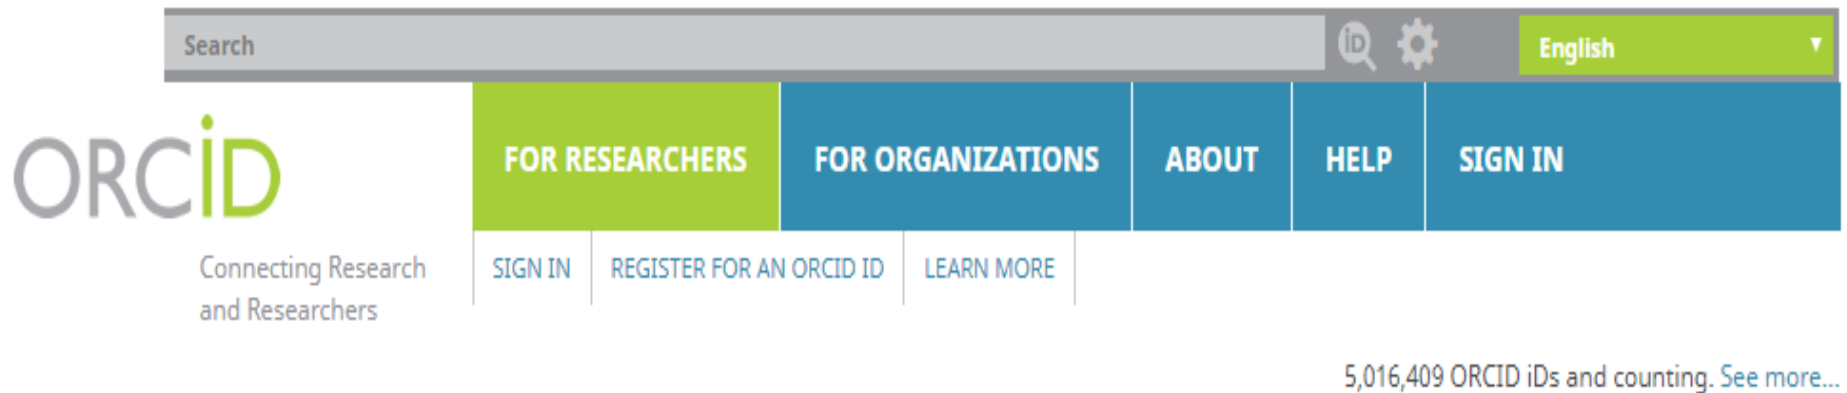 Search
English
ORCID
FOR RESEARCHERS
FOR ORGANIZATIONS
ABOUT
HELP
SIGN IN
Connecting Research
and Researchers
SIGN IN
REGISTER FOR AN ORCID ID
LEARN MORE
5,016,409 ORCID iDs and counting. See more...